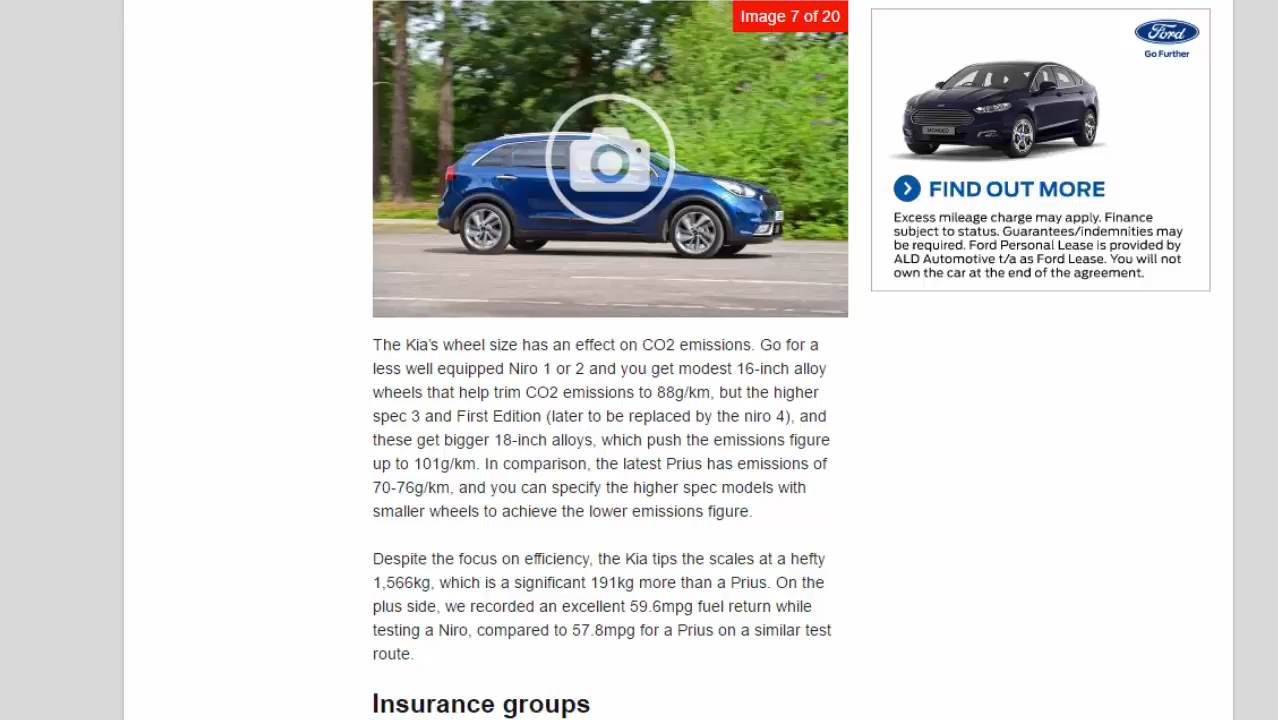 Image 7 of 20
Ford
Go Further
MONDEO
FIND OUT MORE
Excess mileage charge may apply. Finance
subject to status. Guarantees/indemnities may
be required. Ford Personal Lease is provided by
ALD Automotive t/a as Ford Lease. You will not
own the car at the end of the agreement.
The Kia's wheel size has an effect on CO2 emissions. Go for a
less well equipped Niro 1 or 2 and you get modest 16-inch alloy
wheels that help trim CO2 emissions to 88g/km, but the higher
spec 3 and First Edition (later to be replaced by the niro 4), and
these get bigger 18-inch alloys, which push the emissions figure
up to 101g/km. In comparison, the latest Prius has emissions of
70-76g/km, and you can specify the higher spec models with
smaller wheels to achieve the lower emissions figure.
Despite the focus on efficiency, the Kia tips the scales at a hefty
1,566kg, which is a significant 191kg more than a Prius. On the
plus side, we recorded an excellent 59.6mpg fuel return while
testing a Niro, compared to 57.8mpg for a Prius on a similar test
route.
Insurance groups